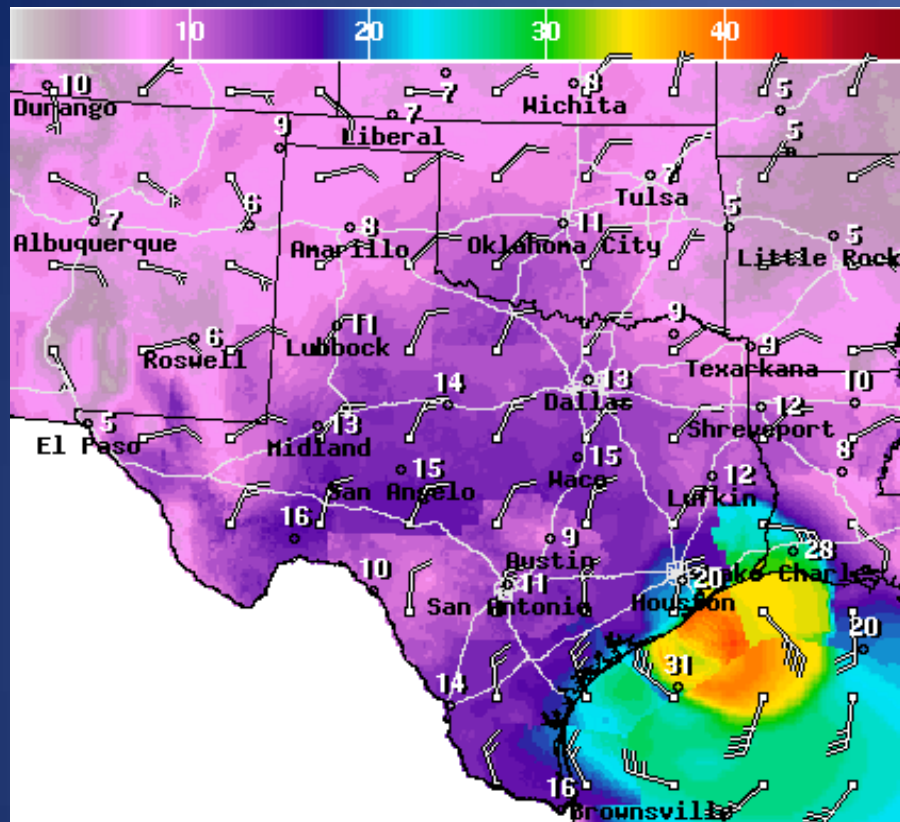 10 20 30 40
10
Durango
7
8
Wichita
5
7
Liberal
9
5
7
Tulsa
6
7
Albuquerque
8
Amarillo
11
Oklahoma City
5
5
Little Rock
6
Roswell
11
Lubbock
9
9
Texarkana
14
13
Dallas
10
12
Shreveport
5
El Paso
13
Midland
15
San Angelo
15
Waco
12
Lufkin
8
16
9
Austin
28
10
11
San Antonio
20
Houston
20
31
14
16
Brownsville